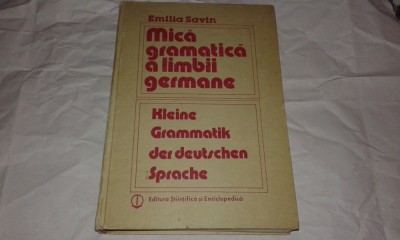 Emilia Savin
Mică
gramatică
a limbii
germane
Kleine
Grammatik
der deutschen
Sprache
Editura Științifică și Enciclopedică